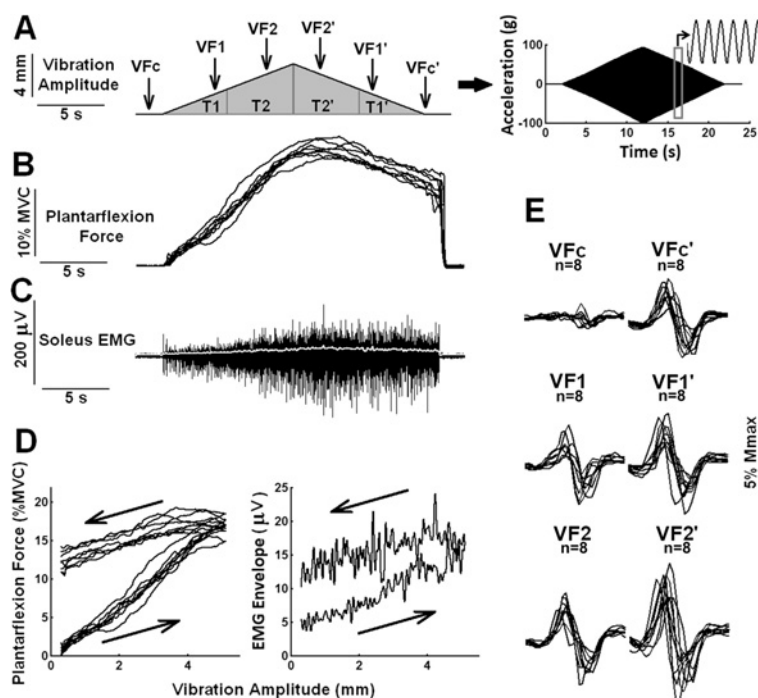 A
4 mm
Vibration
Amplitude
5 s
VFc
VF1
VF2
VF2'
VF1'
VFc'
T1
T2
T2'
T1'
Acceleration (g)
100
0
-100
0 5 10 15 20 25
Time (s)
B
10% MVC
Plantarflexion
Force
5 s
C
200 µV
Soleus EMG
5 s
D
Plantarflexion Force (%MVC)
20
15
10
5
0
0 2 4
EMG Envelope (µV)
25
20
15
10
5
0
0 2 4
Vibration Amplitude (mm)
E
VFc
n=8
VFc'
n=8
VF1
n=8
VF1'
n=8
VF2
n=8
VF2'
n=8
5% Mmax